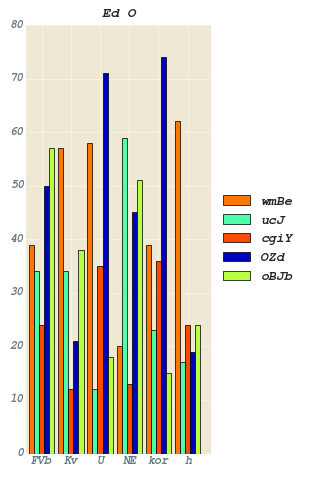 Ed O
80
70
60
50
40
30
20
10
0
FVb Kv U NE kor h
wmBe
ucJ
cgiY
OZd
oBJb